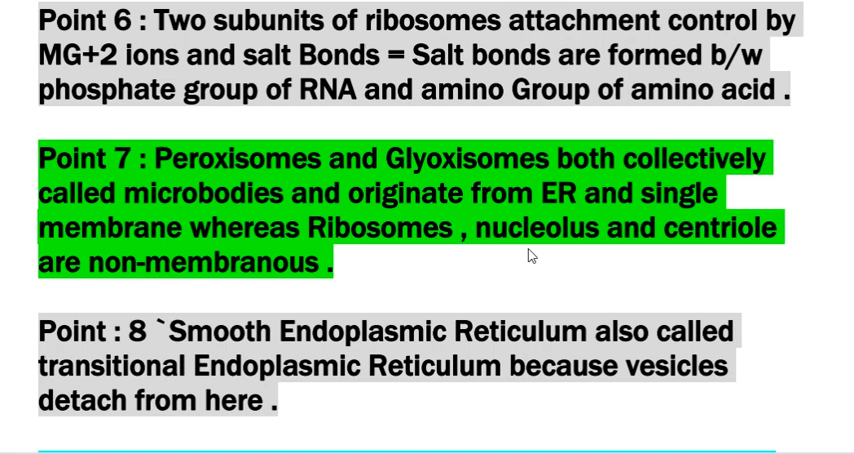 Point 6 : Two subunits of ribosomes attachment control by
MG+2 ions and salt Bonds = Salt bonds are formed b/w
phosphate group of RNA and amino Group of amino acid .
Point 7 : Peroxisomes and Glyoxisomes both collectively
called microbodies and originate from ER and single
membrane whereas Ribosomes , nucleolus and centriole
are non-membranous .
Point : 8 `Smooth Endoplasmic Reticulum also called
transitional Endoplasmic Reticulum because vesicles
detach from here .